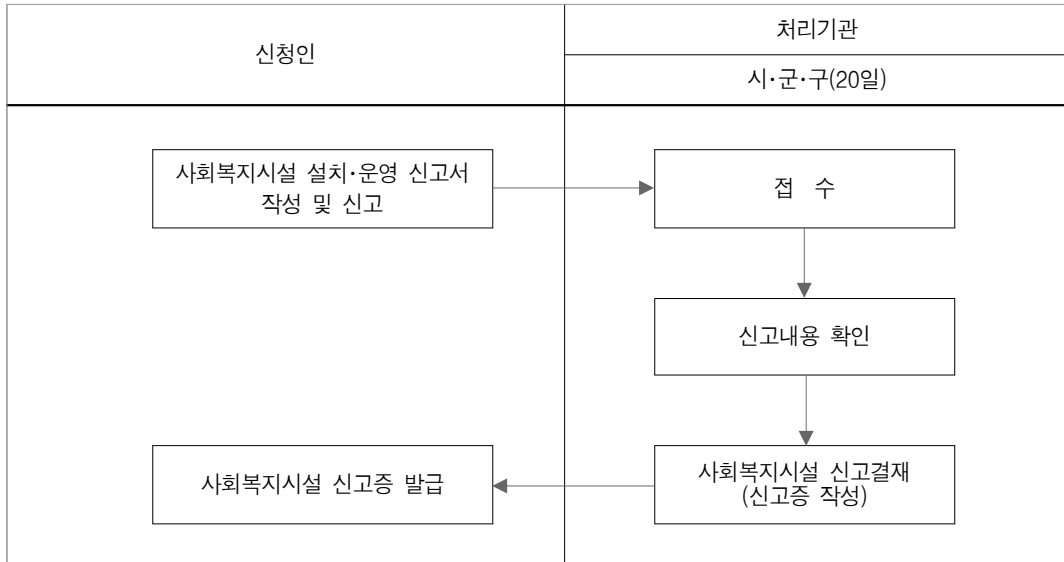 신청인
처리기관
시·군·구(20일)
사회복지시설 설치·운영 신고서
작성 및 신고
접 수
신고내용 확인
사회복지시설 신고결재
(신고증 작성)
사회복지시설 신고증 발급